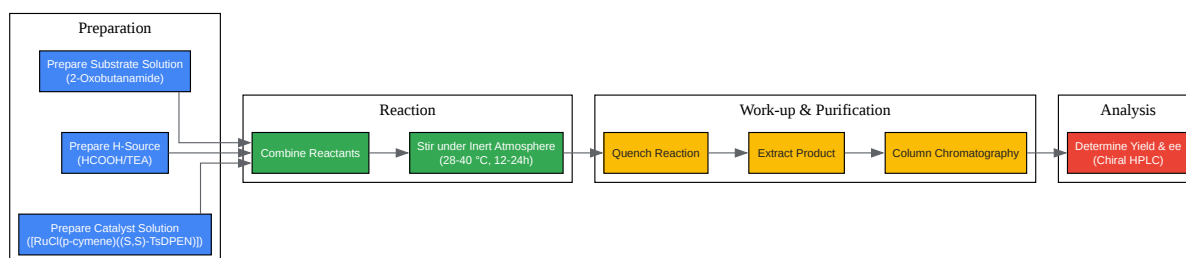 Preparation
Prepare Substrate Solution
(2-Oxobutanamide)
Prepare H-Source
(HCOOH/TEA)
Prepare Catalyst Solution
([RuCl(p-cymene)((S,S)-TsDPEN)])
Reaction
Combine Reactants
Stir under Inert Atmosphere
(28-40 °C, 12-24h)
Work-up & Purification
Quench Reaction
Extract Product
Column Chromatography
Analysis
Determine Yield & ee
(Chiral HPLC)